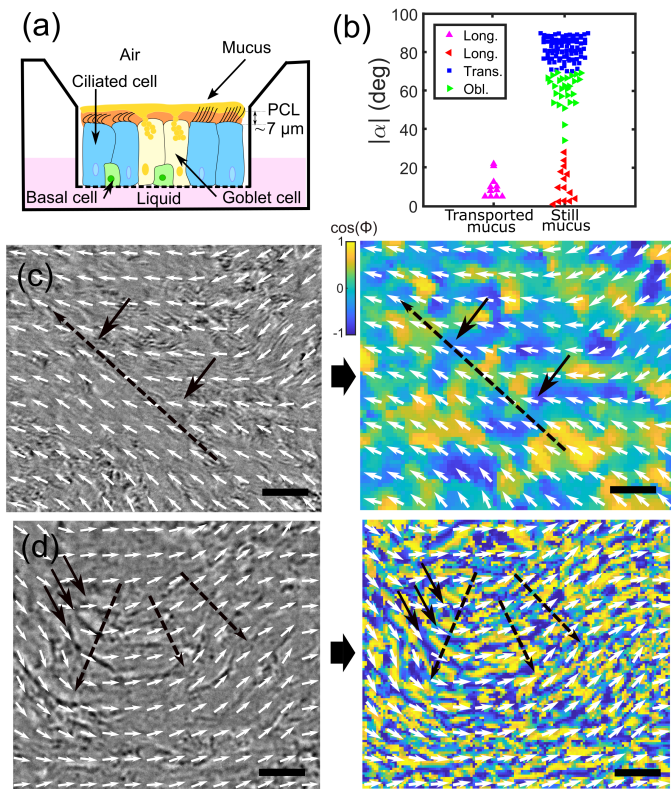 (a)
Air
Mucus
Ciliated cell
PCL
~7 μm
Basal cell
Liquid
Goblet cell
(b)
100
80
60
40
20
0
|α| (deg)
Long.
Long.
Trans.
Obl.
Transported
mucus
Still
mucus
(c)
cos(Φ)
1
0
-1
(d)